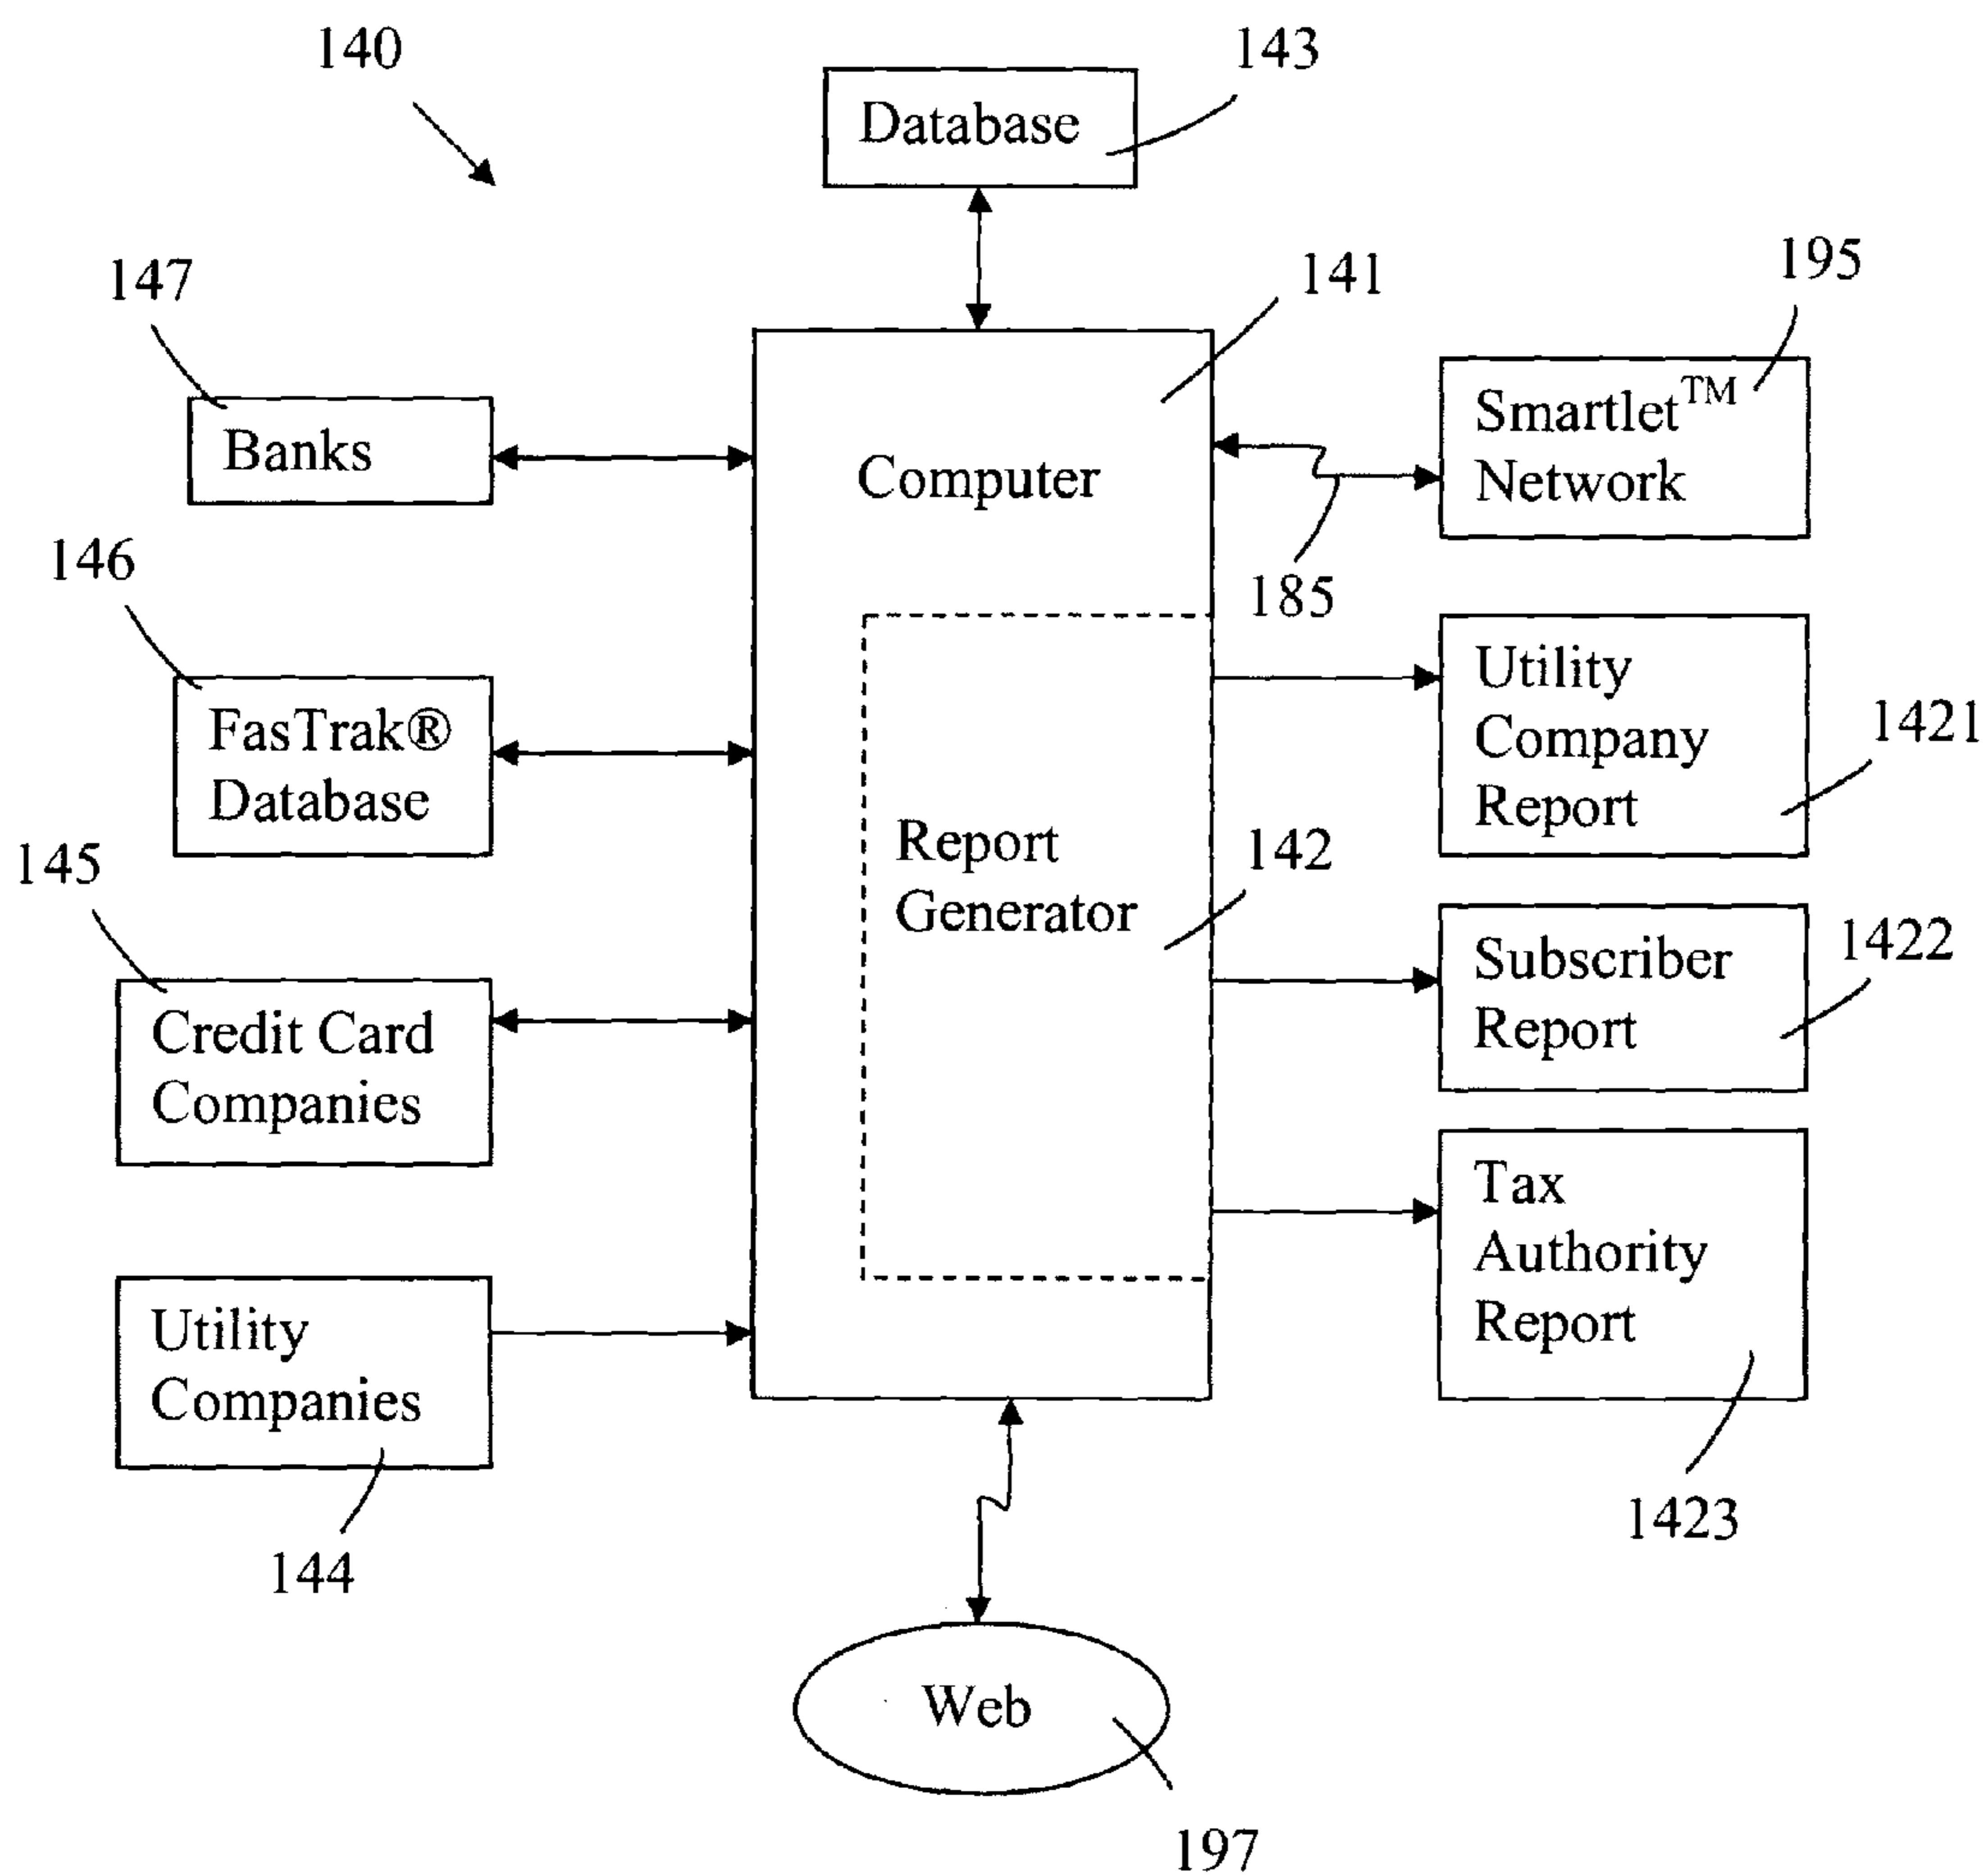 140
143
Database
147
141
195
Banks
Computer
Smartlet™
Network
146
185
FasTrak®
Database
Utility
Company
Report
1421
145
Report
Generator
142
Credit Card
Companies
Subscriber
Report
1422
Utility
Companies
Tax
Authority
Report
144
1423
Web
197